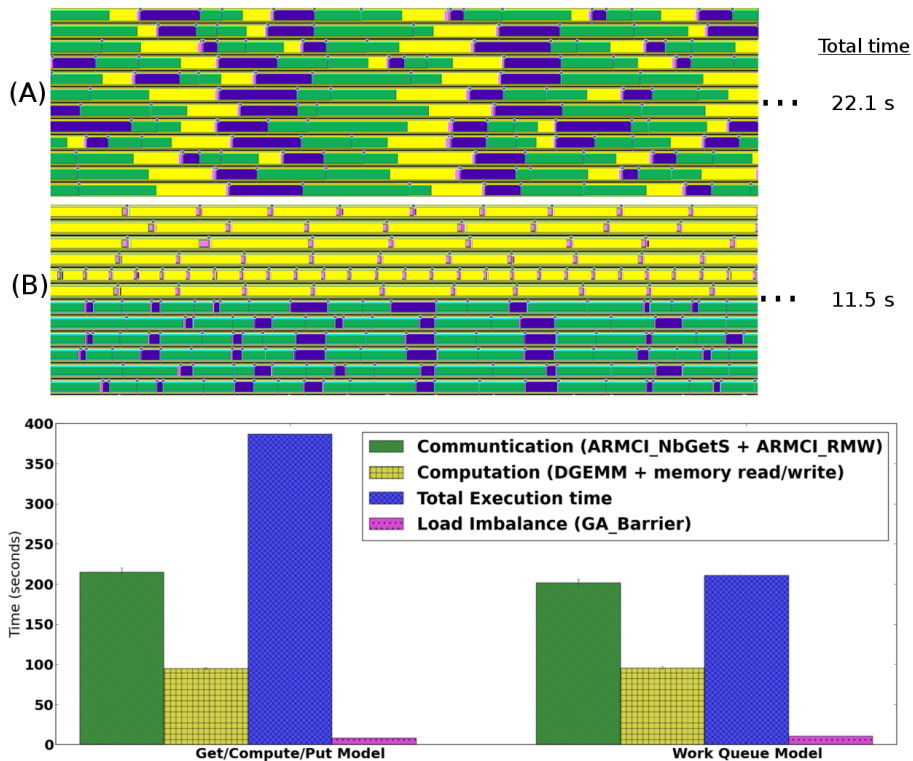 Total time
(A)
22.1 s
(B)
11.5 s
400
350
300
250
200
150
100
50
0
Time (seconds)
Communtication (ARMCI_NbGetS + ARMCI_RMW)
Computation (DGEMM + memory read/write)
Total Execution time
Load Imbalance (GA_Barrier)
Get/Compute/Put Model
Work Queue Model